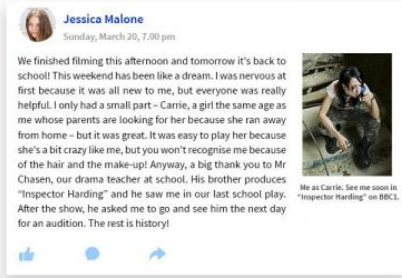 Jessica Malone
Sunday, March 20, 7.00 pm
We finished filming this afternoon and tomorrow it's back to
school! This weekend has been like a dream. I was nervous at
first because it was all new to me, but everyone was really
helpful. I only had a small part – Carrie, a girl the same age as
me whose parents are looking for her because she ran away
from home – but it was great. It was easy to play her because
she's a bit crazy like me, but you won't recognise me because
of the hair and the make-up! Anyway, a big thank you to Mr
Chasen, our drama teacher at school. His brother produces
"Inspector Harding" and he saw me in our last school play.
After the show, he asked me to go and see him the next day
for an audition. The rest is history!
Me as Carrie. See me soon in
"Inspector Harding" on BBC1.